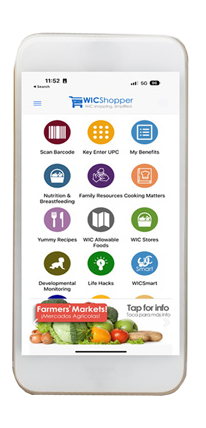 11:52
5G
Search
WICShopper
WIC shopping, simplified
Scan Barcode
Key Enter UPC
My Benefits
Nutrition &
Breastfeeding
Family Resources
Cooking Matters
Yummy Recipes
WIC Allowable
Foods
WIC Stores
Developmental
Monitoring
Life Hacks
WICSmart
Smart
Farmers' Markets!
¡Mercados Agrícolas!
Tap for info
Toca para más info